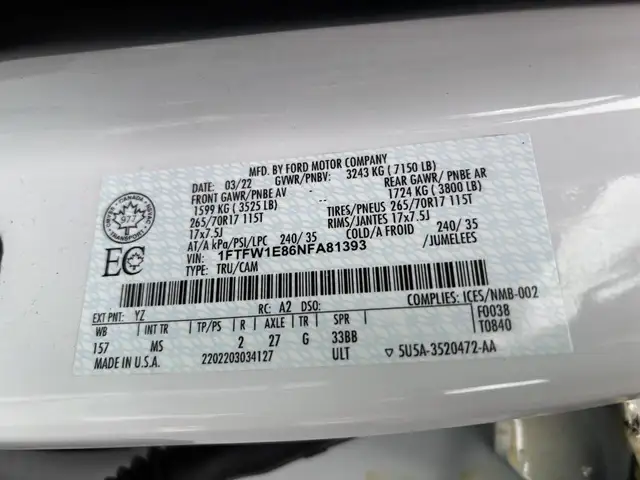 MFD. BY FORD MOTOR COMPANY
DATE: 03/22 GVWR/PNBV: 3243 KG (7150 LB)
FRONT GAWR/PNBE AV REAR GAWR/ PNBE AR
1599 KG (3525 LB) 1724 KG (3800 LB)
265/70R17 115T TIRES/PNEUS 265/70R17 115T
17x7.5J RIMS/JANTES 17x7.5J
AT/A kPa/PSI/LPC 240/ 35 COLD/A FROID 240/ 35
VIN: 1FTFW1E86NFA81393 /JUMELEES
TYPE: TRU/CAM
CANADA
TRANSPORT
EC
COMPLIES: ICES/NMB-002
EXT PNT: YZ RC: A2 DSO: F0038
WB INT TR TP/PS R AXLE TR SPR T0840
157 MS 2 27 G 33BB
MADE IN U.S.A. 2202203034127 ULT ▽ 5U5A-3520472-AA